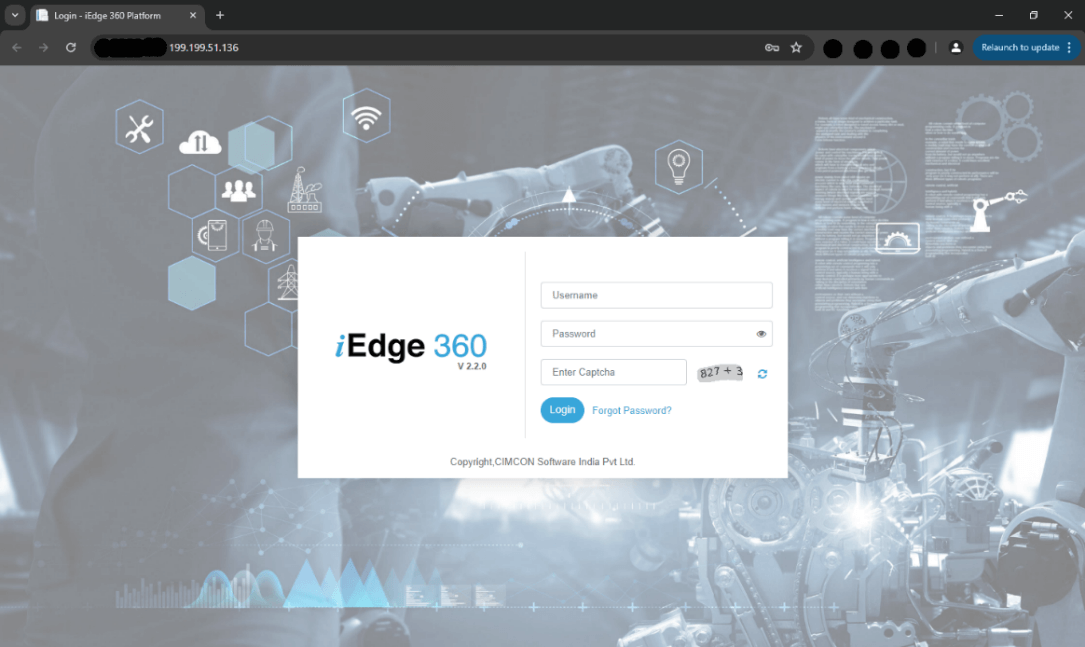 Login - iEdge 360 Platform
199.199.51.136
Relaunch to update
Username
Password
iEdge 360
V 2.2.0
Enter Captcha
827 + 3
Login
Forgot Password?
Copyright,CIMCON Software India Pvt Ltd.